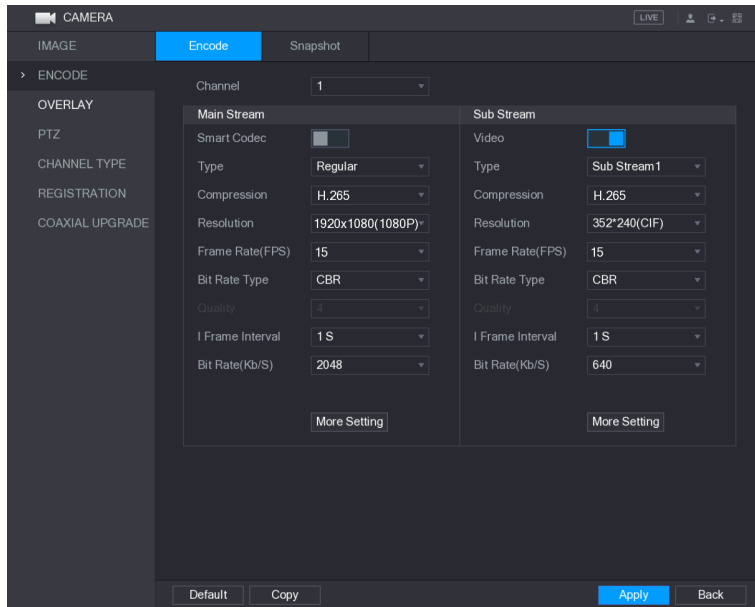 CAMERA
LIVE
IMAGE
ENCODE
OVERLAY
PTZ
CHANNEL TYPE
REGISTRATION
COAXIAL UPGRADE
Encode Snapshot
Channel 1
Main Stream Sub Stream
Smart Codec Video
Type Regular Type Sub Stream1
Compression H.265 Compression H.265
Resolution 1920x1080(1080P) Resolution 352*240(CIF)
Frame Rate(FPS) 15 Frame Rate(FPS) 15
Bit Rate Type CBR Bit Rate Type CBR
Quality 4 Quality 4
I Frame Interval 1 S I Frame Interval 1 S
Bit Rate(Kb/S) 2048 Bit Rate(Kb/S) 640
More Setting More Setting
Default Copy Apply Back